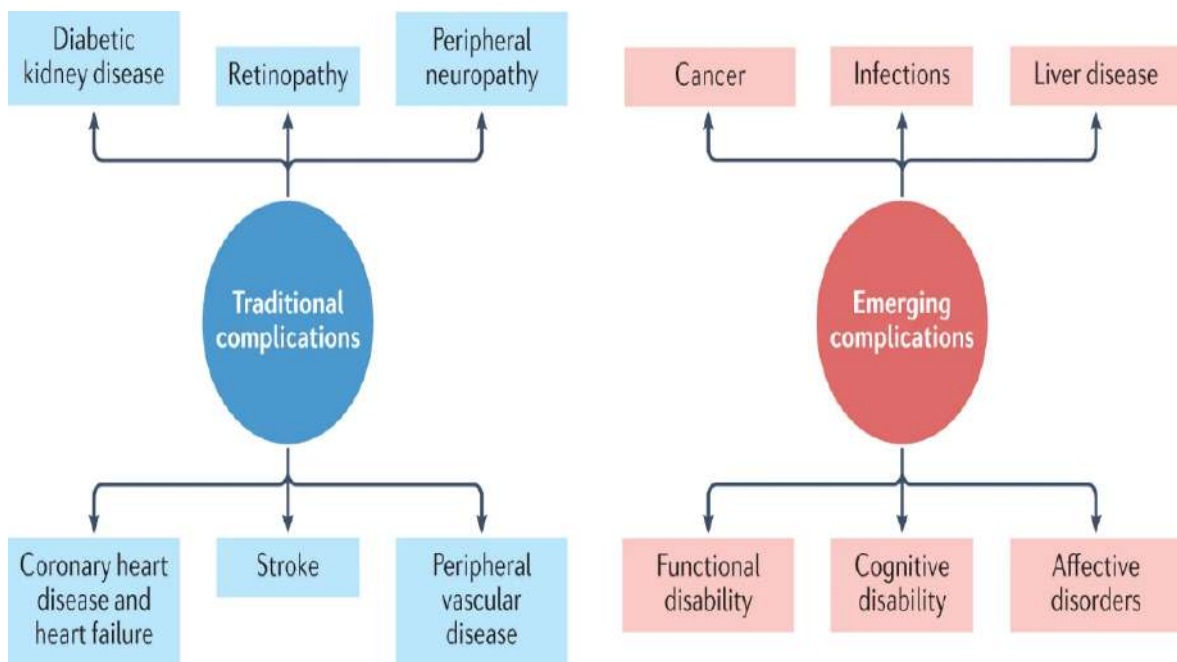 Diabetic
kidney disease
Retinopathy
Peripheral
neuropathy
Traditional
complications
Coronary heart
disease and
heart failure
Stroke
Peripheral
vascular
disease
Cancer
Infections
Liver disease
Emerging
complications
Functional
disability
Cognitive
disability
Affective
disorders